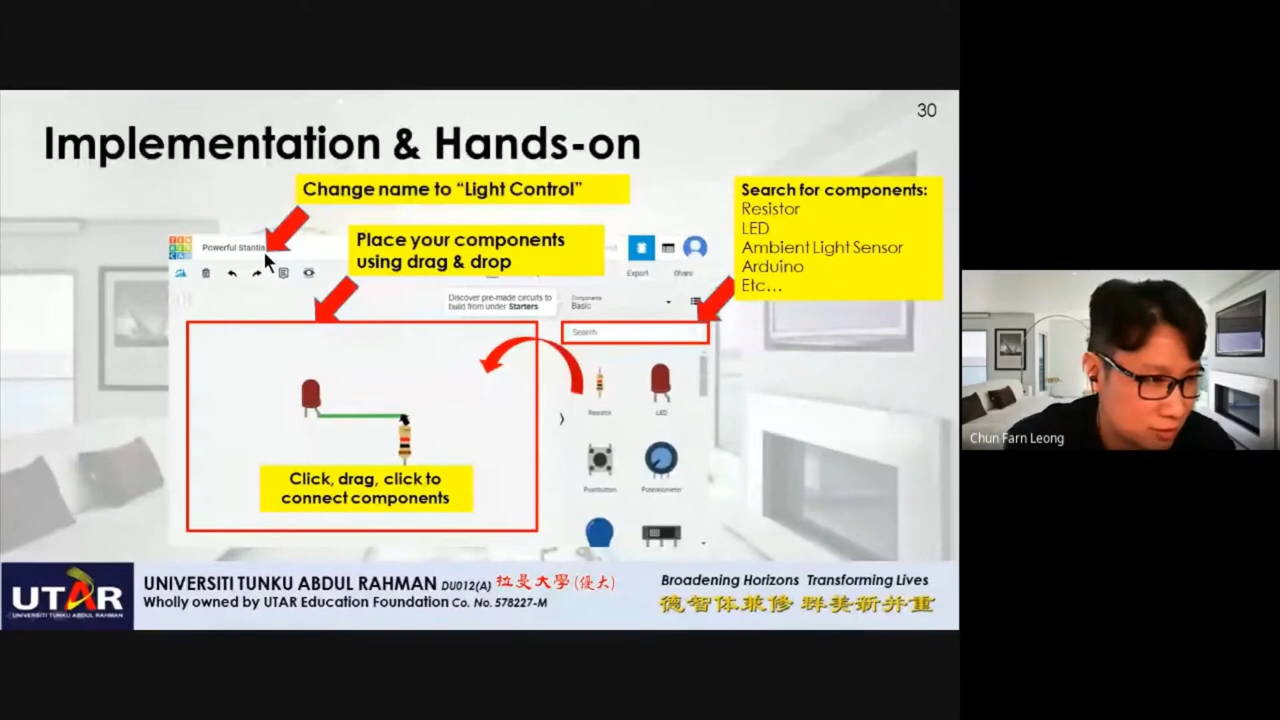 30
Implementation & Hands-on
Change name to "Light Control"
Search for components:
Resistor
LED
Ambient Light Sensor
Arduino
Etc...
Place your components
using drag & drop
Powerful
Export
Share
Discover pre-made circuits to
build from under Starters
Components
Basic
Search
Resistor
LED
Pushbutton
Potentiometer
Click, drag, click to
connect components
Chun Farn Leong
UTAR
UNIVERSITI TUNKU ABDUL RAHMAN
UNIVERSITI TUNKU ABDUL RAHMAN DU012(A) 拉曼大學(優大)
Wholly owned by UTAR Education Foundation Co. No. 578227-M
Broadening Horizons Transforming Lives
德智体群美新并重